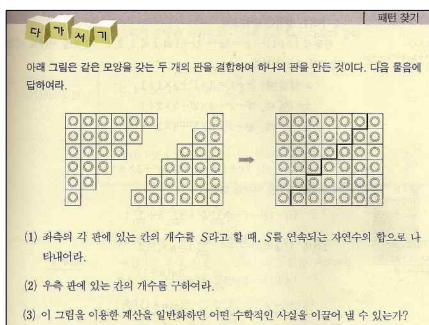 패턴 찾기
다가서기
아래 그림은 같은 모양을 갖는 두 개의 판을 결합하여 하나의 판을 만든 것이다. 다음 물음에
답하여라.
(1) 좌측의 각 판에 있는 칸의 개수를 S라고 할 때, S를 연속되는 자연수의 합으로 나
타내어라.
(2) 우측 판에 있는 칸의 개수를 구하여라.
(3) 이 그림을 이용한 계산을 일반화하면 어떤 수학적인 사실을 이끌어 낼 수 있는가?